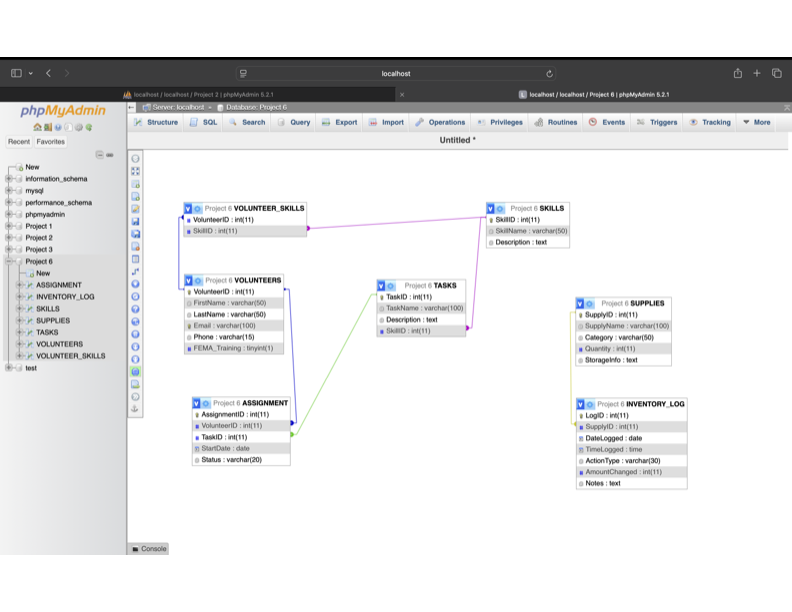 localhost
localhost / localhost / Project 2 | phpMyAdmin 5.2.1
localhost / localhost / Project 6 | phpMyAdmin 5.2.1
phpMyAdmin
Recent Favorites
New
information_schema
mysql
performance_schema
phpmyadmin
Project 1
Project 2
Project 3
Project 6
New
ASSIGNMENT
INVENTORY_LOG
SKILLS
SUPPLIES
TASKS
VOLUNTEERS
VOLUNTEER_SKILLS
test
Server: localhost » Database: Project 6
Structure SQL Search Query Export Import Operations Privileges Routines Events Triggers Tracking More
Untitled *
Project 6 VOLUNTEER_SKILLS
VolunteerID : int(11)
SkillID : int(11)
Project 6 SKILLS
SkillID : int(11)
SkillName : varchar(50)
Description : text
Project 6 VOLUNTEERS
VolunteerID : int(11)
FirstName : varchar(50)
LastName : varchar(50)
Email : varchar(100)
Phone : varchar(15)
FEMA_Training : tinyint(1)
Project 6 TASKS
TaskID : int(11)
TaskName : varchar(100)
Description : text
SkillID : int(11)
Project 6 SUPPLIES
SupplyID : int(11)
SupplyName : varchar(100)
Category : varchar(50)
Quantity : int(11)
StorageInfo : text
Project 6 ASSIGNMENT
AssignmentID : int(11)
VolunteerID : int(11)
TaskID : int(11)
StartDate : date
Status : varchar(20)
Project 6 INVENTORY_LOG
LogID : int(11)
SupplyID : int(11)
DateLogged : date
TimeLogged : time
ActionType : varchar(30)
AmountChanged : int(11)
Notes : text
Console